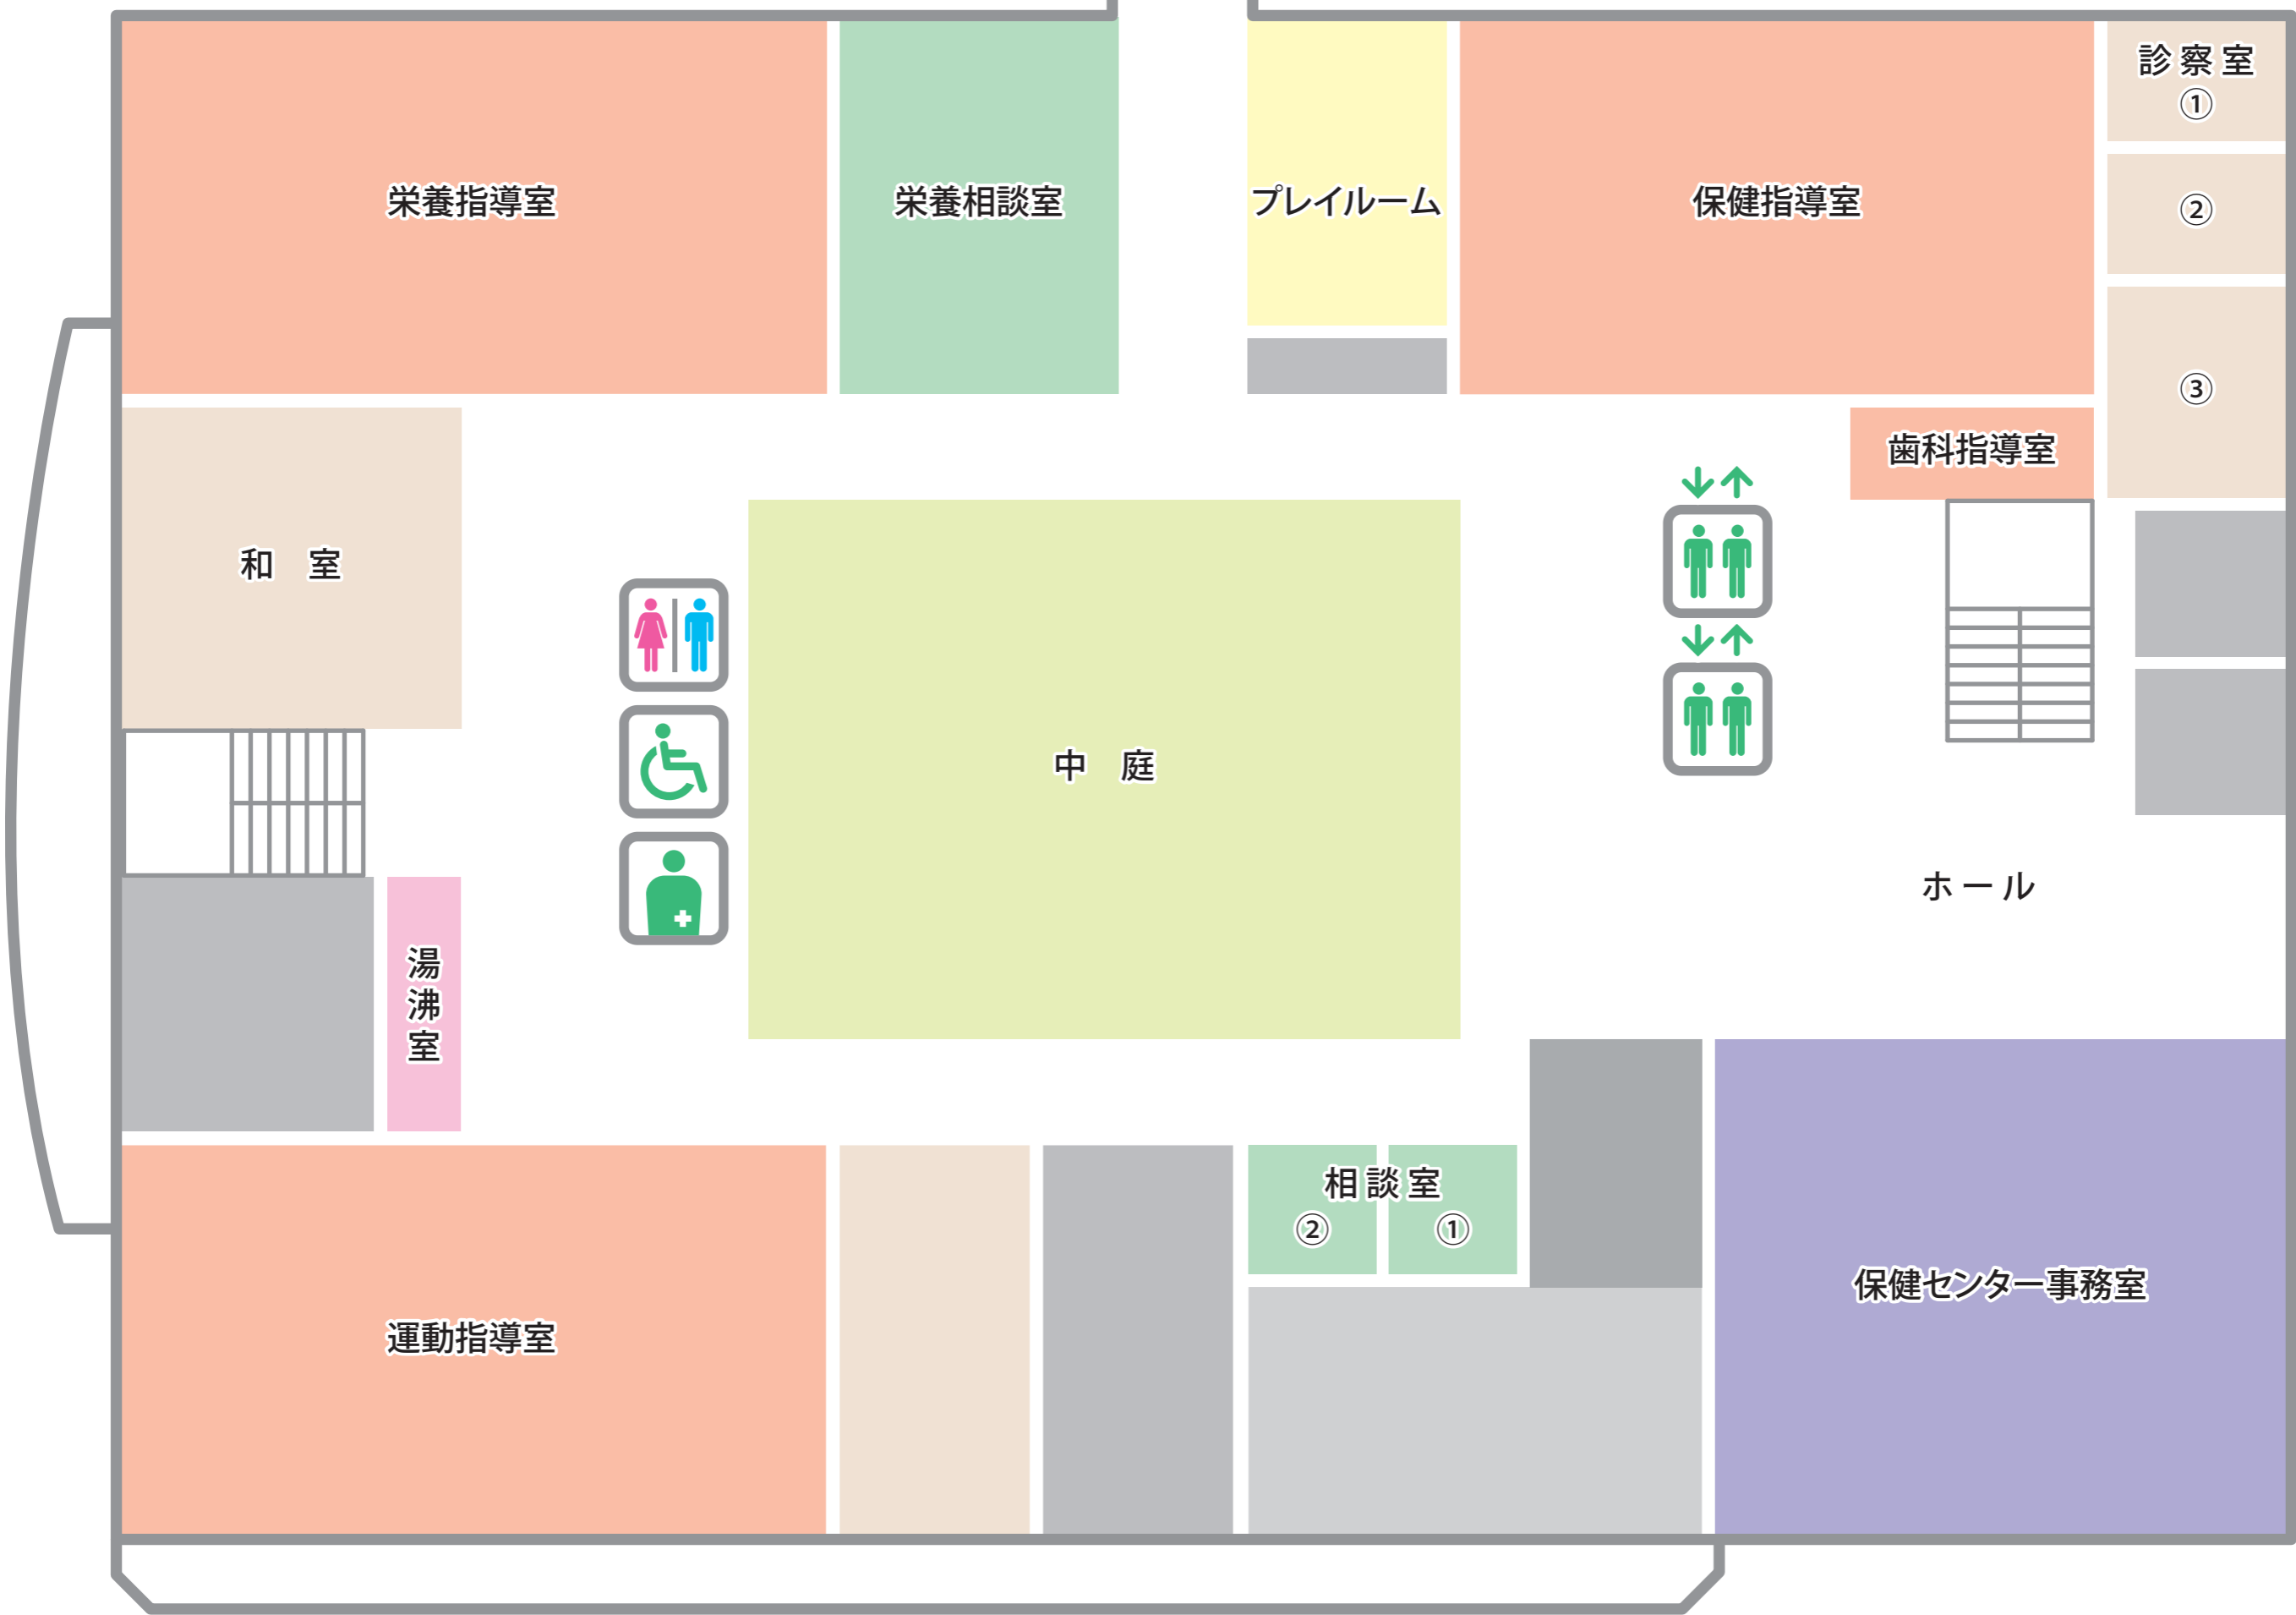 診察室
①
栄養指導室
栄養相談室
プレイルーム
保健指導室
②
③
歯科指導室
和　室
中　庭
ホール
湯沸室
相談室
②
①
保健センター事務室
運動指導室